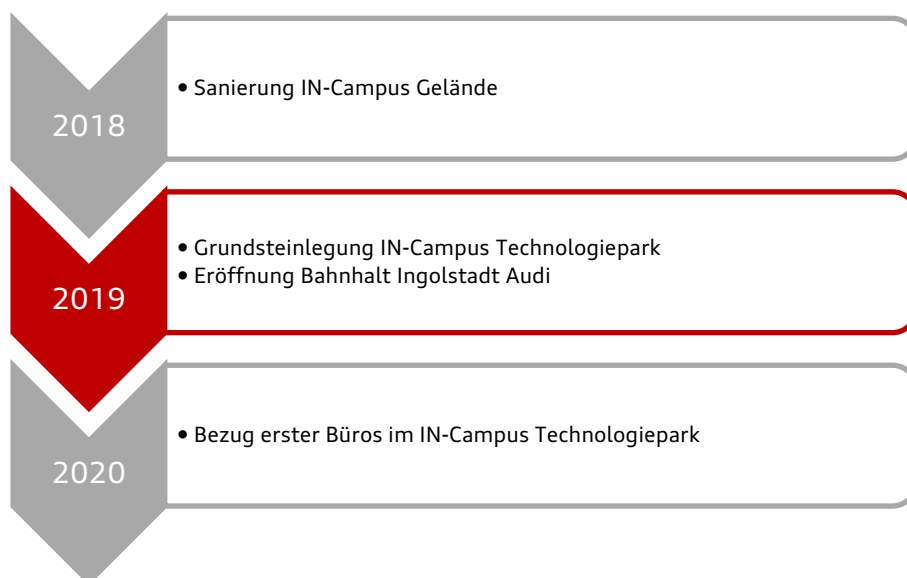 2018
• Sanierung IN-Campus Gelände
2019
• Grundsteinlegung IN-Campus Technologiepark
• Eröffnung Bahnhalt Ingolstadt Audi
2020
• Bezug erster Büros im IN-Campus Technologiepark